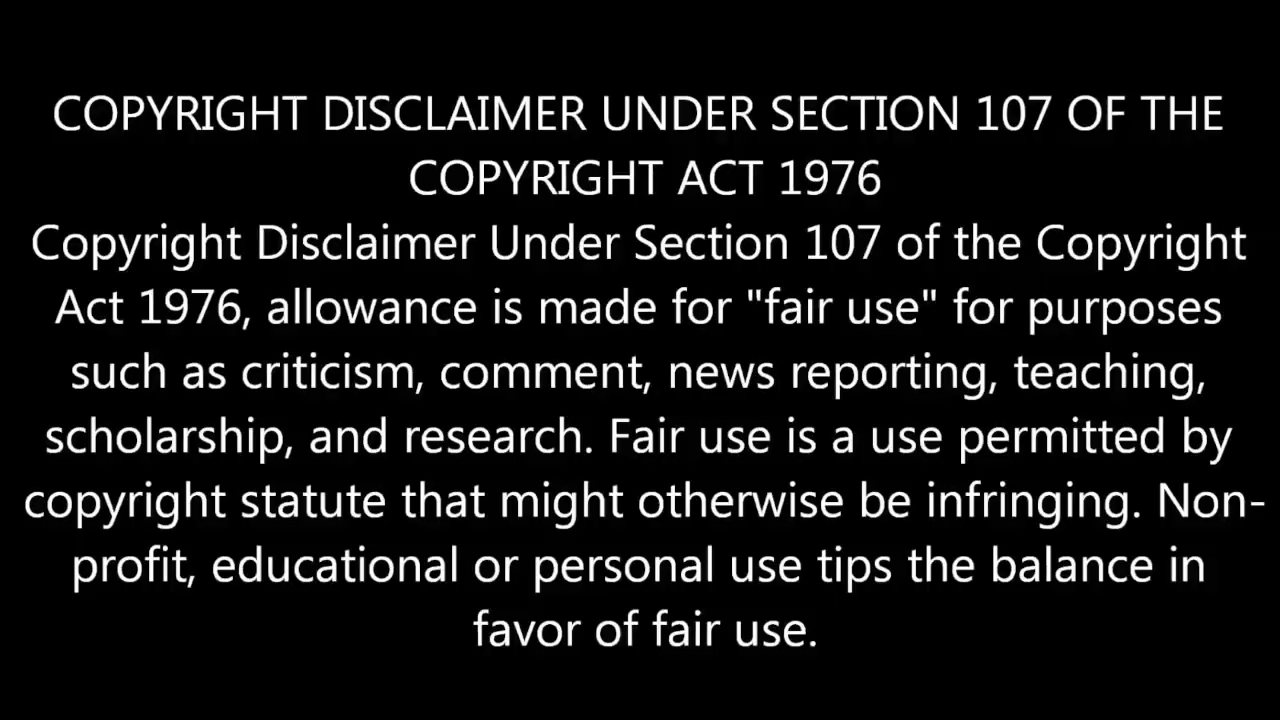 COPYRIGHT DISCLAIMER UNDER SECTION 107 OF THE
COPYRIGHT ACT 1976
Copyright Disclaimer Under Section 107 of the Copyright
Act 1976, allowance is made for "fair use" for purposes
such as criticism, comment, news reporting, teaching,
scholarship, and research. Fair use is a use permitted by
copyright statute that might otherwise be infringing. Non-
profit, educational or personal use tips the balance in
favor of fair use.